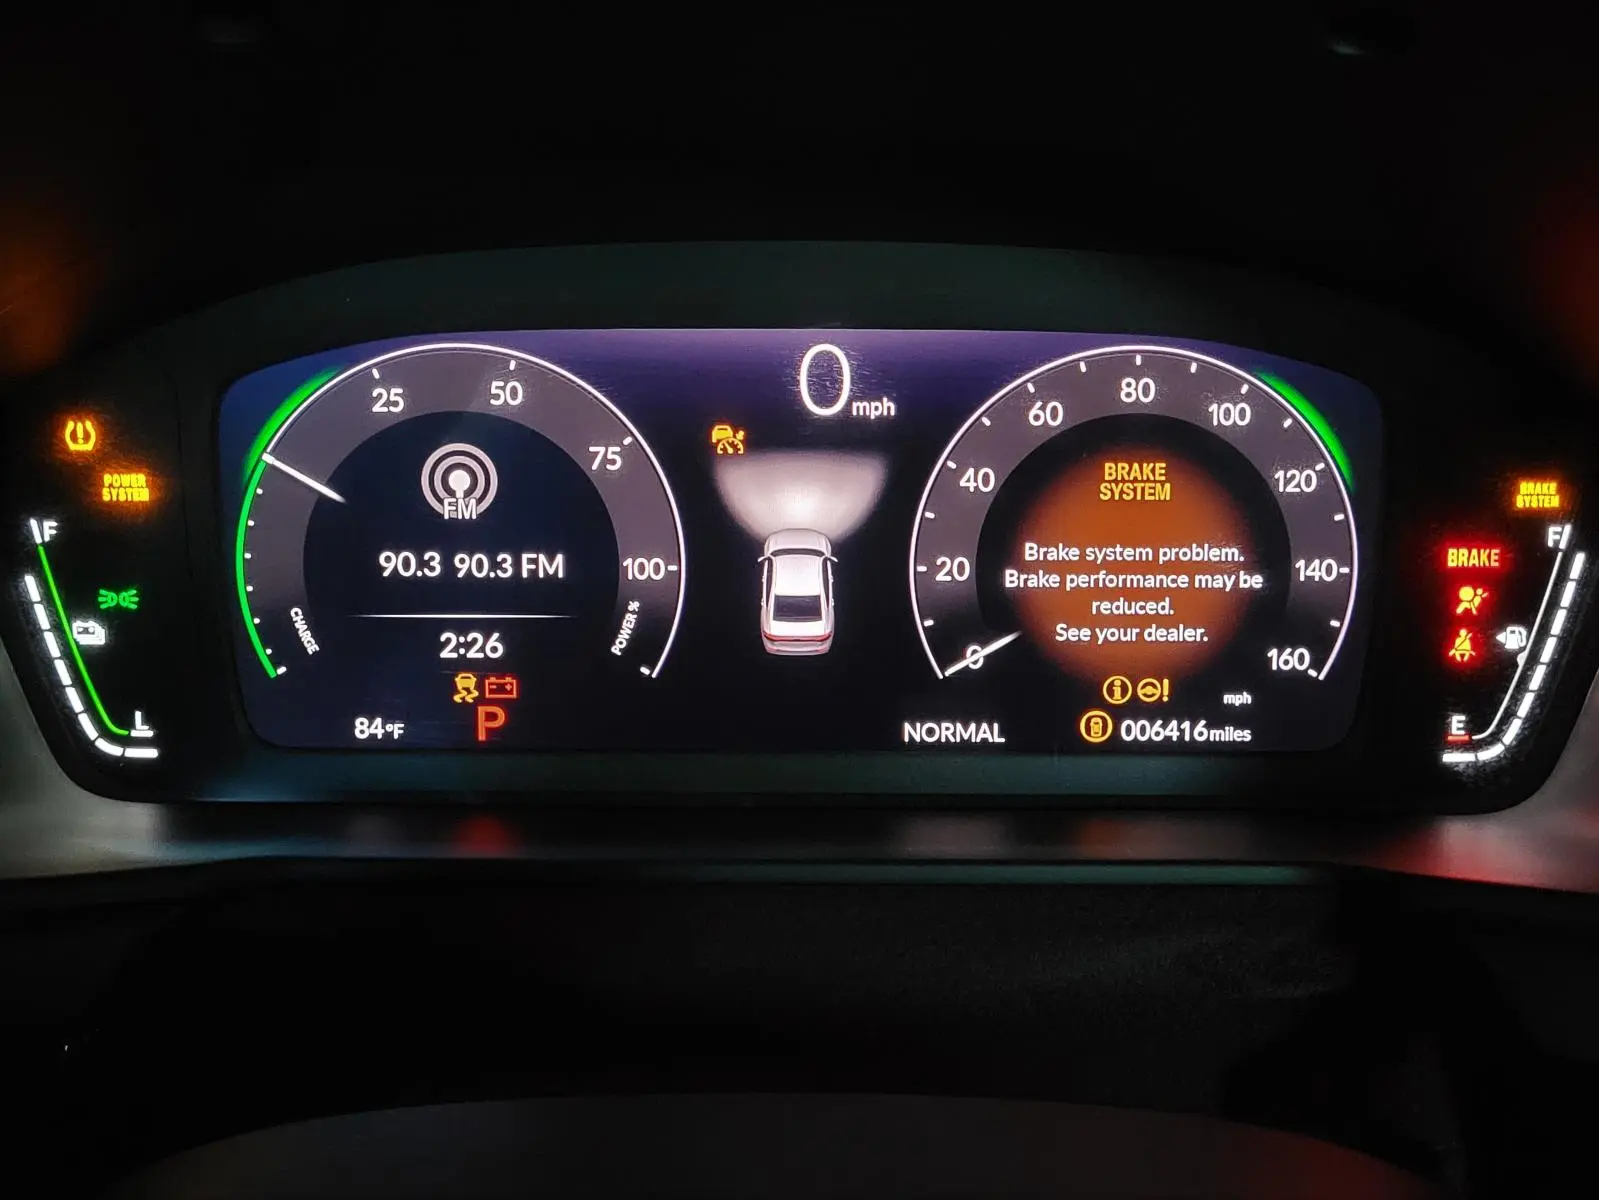 0 mph
25
50
75
100
CHARGE
POWER %
FM
90.3 90.3 FM
2:26
84°F
P
POWER
SYSTEM
F
L
0
20
40
60
80
100
120
140
160
mph
BRAKE
SYSTEM
Brake system problem.
Brake performance may be
reduced.
See your dealer.
NORMAL
006416 miles
BRAKE
SYSTEM
F
BRAKE
E